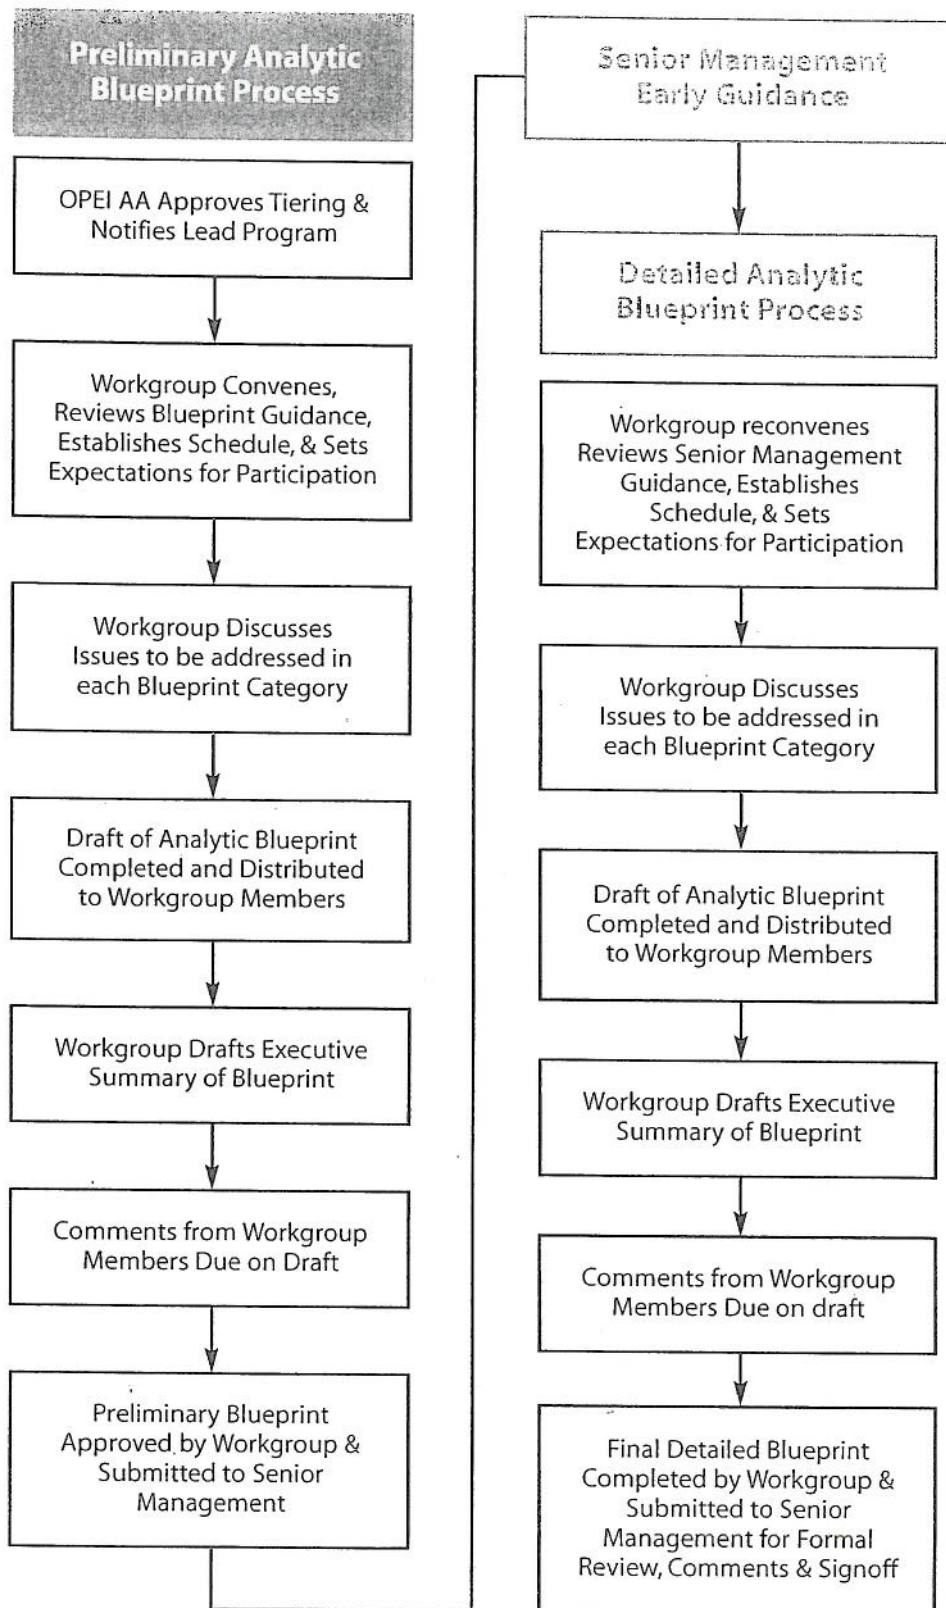 Preliminary Analytic
Blueprint Process
OPEI AA Approves Tiering &
Notifies Lead Program
Workgroup Convenes,
Reviews Blueprint Guidance,
Establishes Schedule, & Sets
Expectations for Participation
Workgroup Discusses
Issues to be addressed in
each Blueprint Category
Draft of Analytic Blueprint
Completed and Distributed
to Workgroup Members
Workgroup Drafts Executive
Summary of Blueprint
Comments from Workgroup
Members Due on Draft
Preliminary Blueprint
Approved by Workgroup &
Submitted to Senior
Management
Senior Management
Early Guidance
Detailed Analytic
Blueprint Process
Workgroup reconvenes
Reviews Senior Management
Guidance, Establishes
Schedule, & Sets
Expectations for Participation
Workgroup Discusses
Issues to be addressed in
each Blueprint Category
Draft of Analytic Blueprint
Completed and Distributed
to Workgroup Members
Workgroup Drafts Executive
Summary of Blueprint
Comments from Workgroup
Members Due on draft
Final Detailed Blueprint
Completed by Workgroup &
Submitted to Senior
Management for Formal
Review, Comments & Signoff